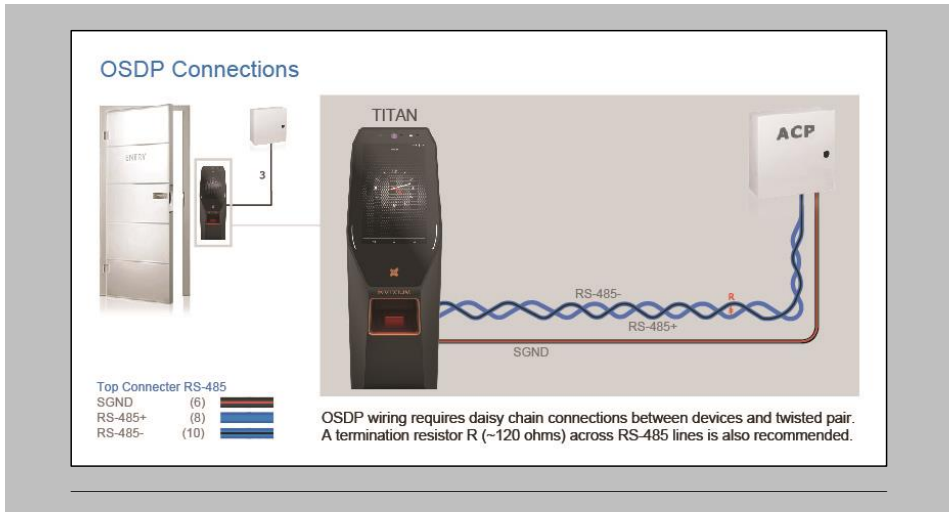 OSDP Connections
TITAN
ACP
ENTRY
3
RS-485-
R
RS-485+
SGND
Top Connecter RS-485
SGND (6)
RS-485+ (8)
RS-485- (10)
OSDP wiring requires daisy chain connections between devices and twisted pair.
A termination resistor R (~120 ohms) across RS-485 lines is also recommended.